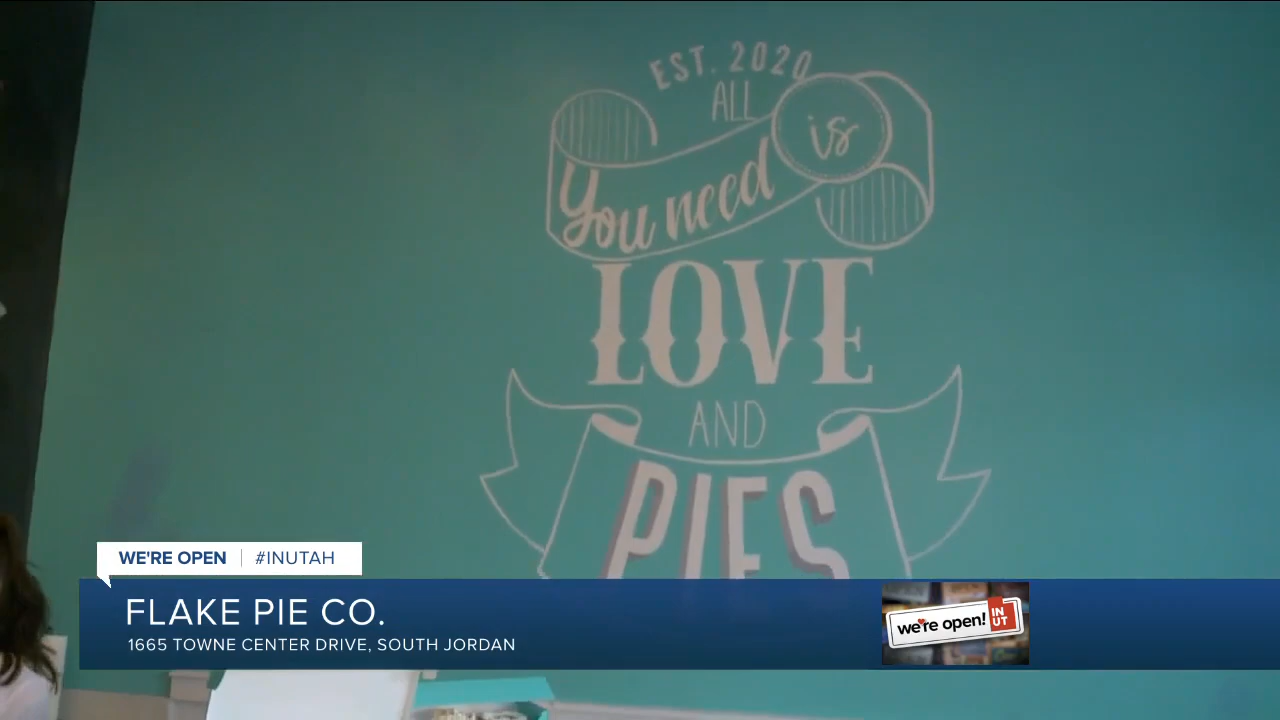 EST. 2020
ALL
You need is
LOVE
AND
PIES
WE'RE OPEN #INUTAH
FLAKE PIE CO.
1665 TOWNE CENTER DRIVE, SOUTH JORDAN
we're open! IN UT